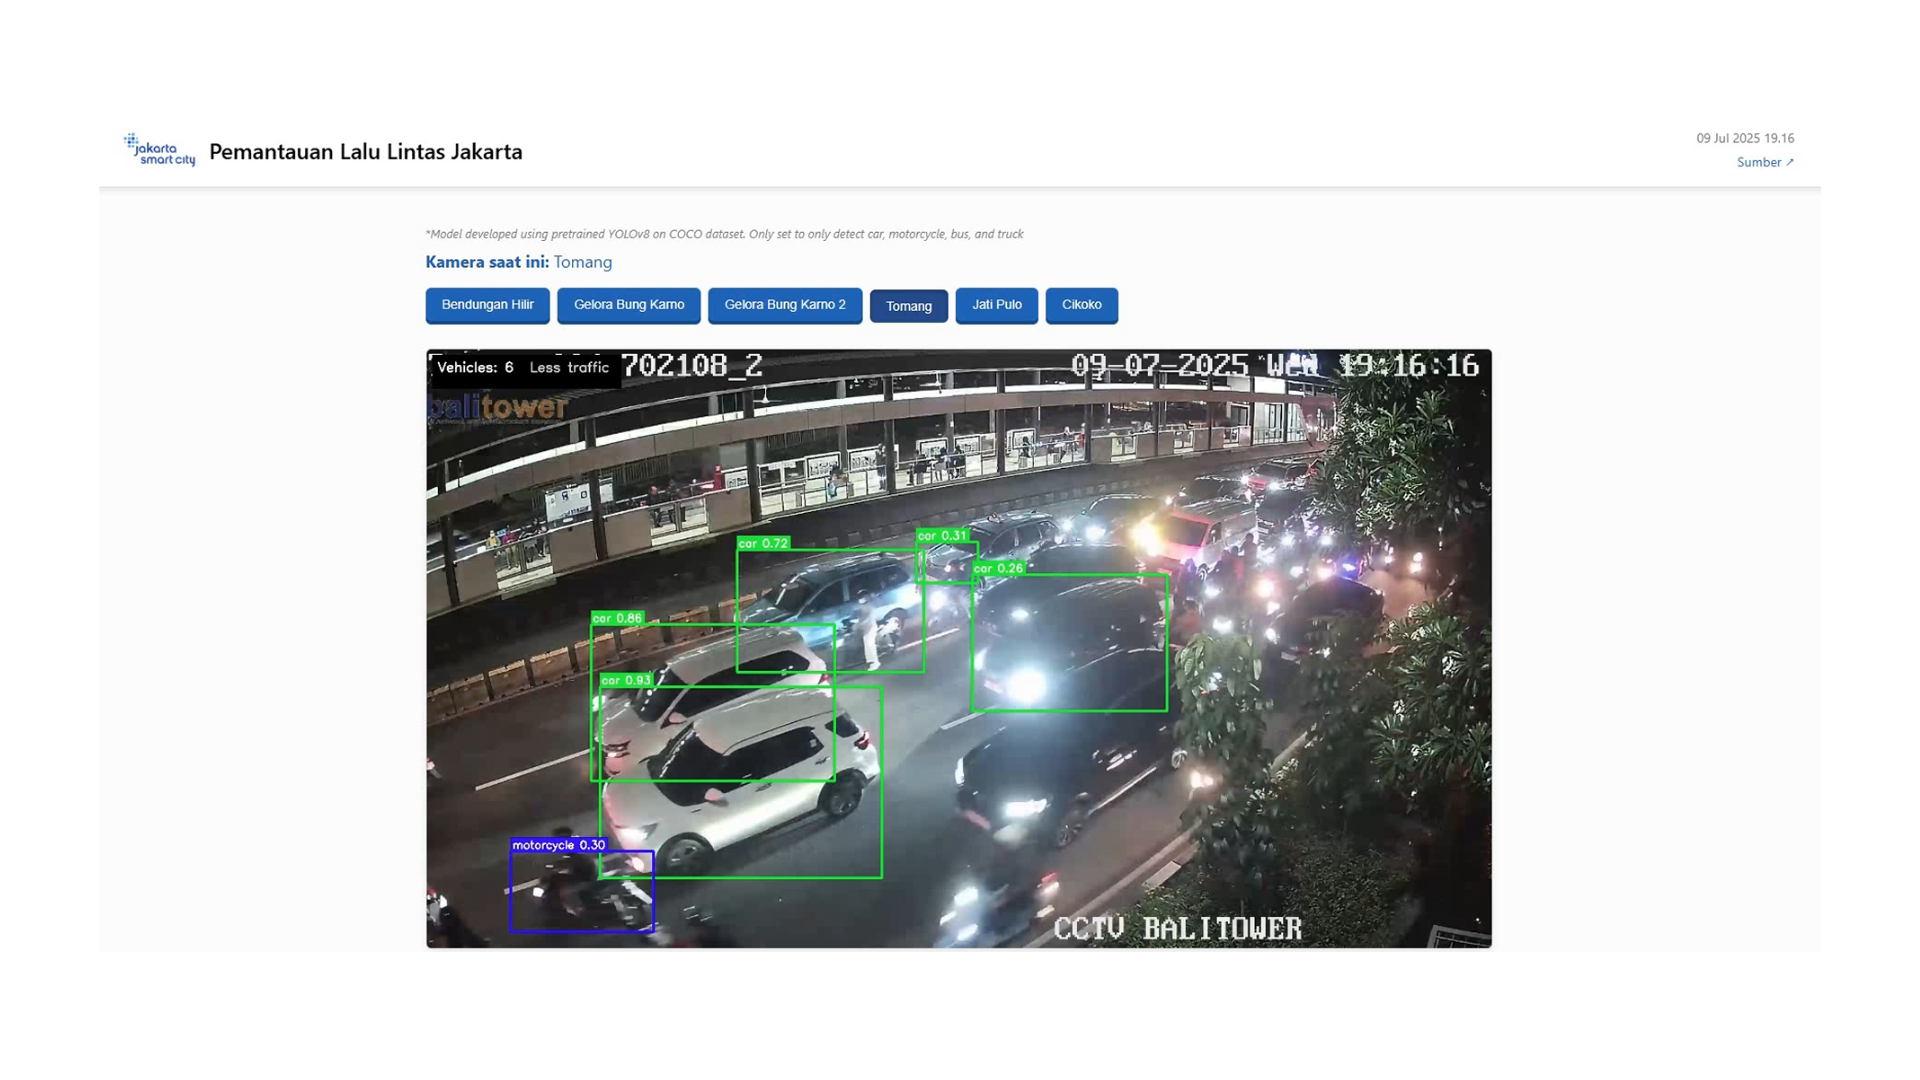 jakarta
smart city
Pemantauan Lalu Lintas Jakarta
09 Jul 2025 19.16
Sumber ↗
*Model developed using pretrained YOLOv8 on COCO dataset. Only set to only detect car, motorcycle, bus, and truck
Kamera saat ini: Tomang
Bendungan Hilir
Gelora Bung Karno
Gelora Bung Karno 2
Tomang
Jati Pulo
Cikoko
Vehicles: 6 Less traffic
702108_2
09-07-2025 Wed 19:16:16
balitower
car 0.72
car 0.31
car 0.26
car 0.86
car 0.93
motorcycle 0.30
CCTV BALITOWER